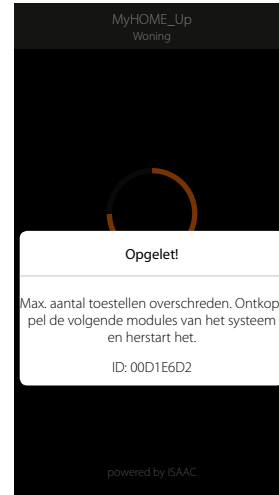 MyHOME_Up
Woning
Opgelet!
Max. aantal toestellen overschreden. Ontkop
pel de volgende modules van het systeem
en herstart het.
ID: 00D1E6D2
powered by ISAAC